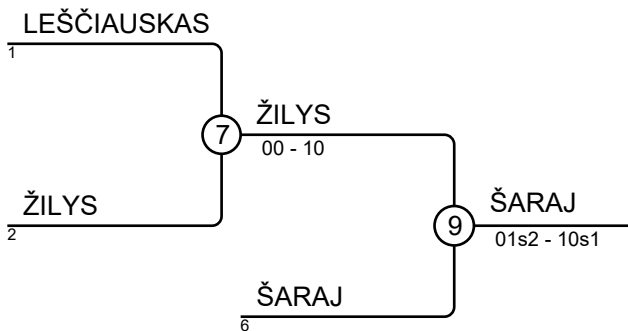 LEŠČIAUSKAS
1
7
ŽILYS
00 - 10
ŽILYS
2
9
ŠARAJ
01s2 - 10s1
ŠARAJ
6